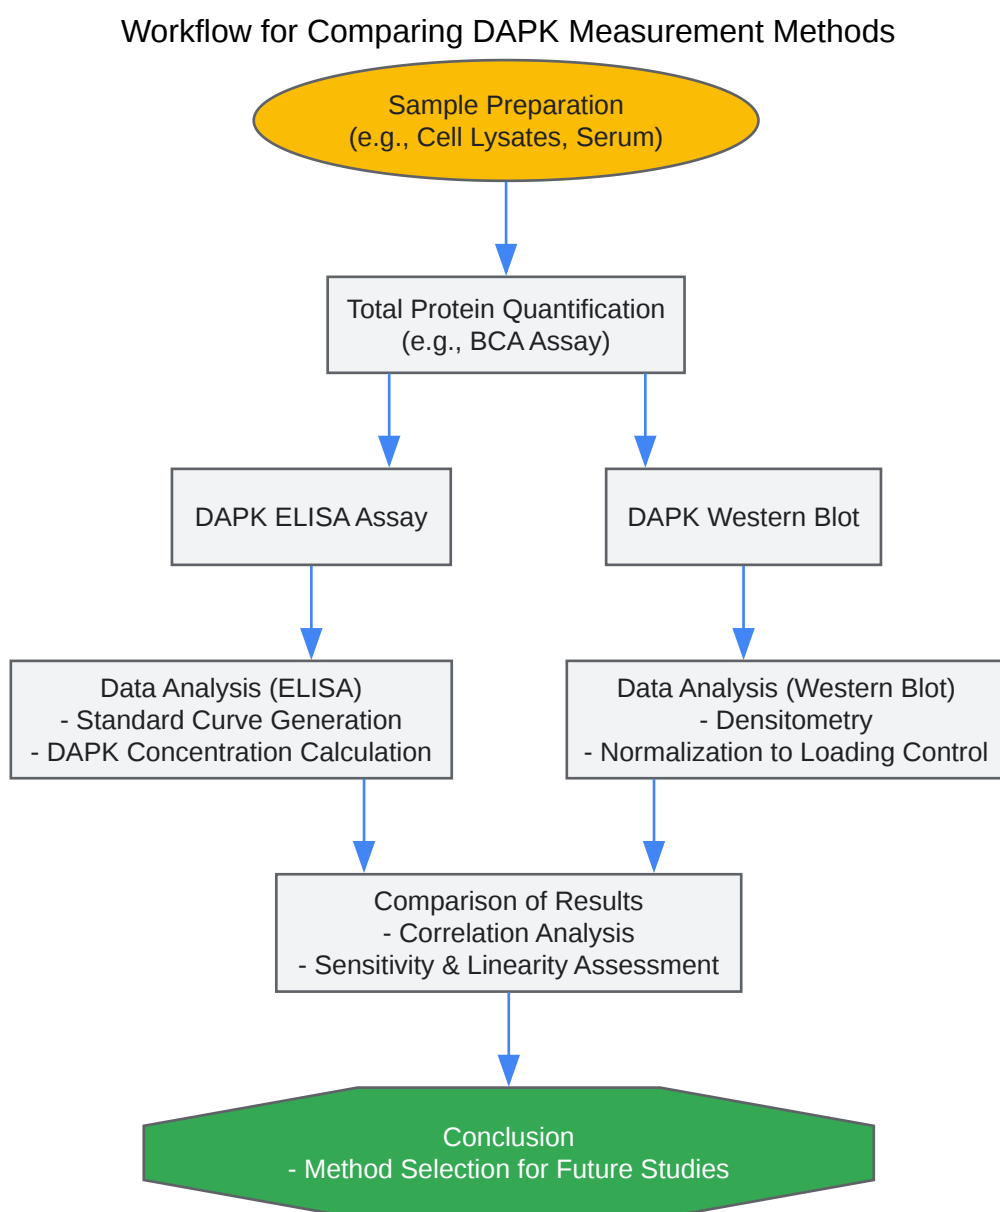 Workflow for Comparing DAPK Measurement Methods
Sample Preparation
(e.g., Cell Lysates, Serum)
Total Protein Quantification
(e.g., BCA Assay)
DAPK ELISA Assay
DAPK Western Blot
Data Analysis (ELISA)
- Standard Curve Generation
- DAPK Concentration Calculation
Data Analysis (Western Blot)
- Densitometry
- Normalization to Loading Control
Comparison of Results
- Correlation Analysis
- Sensitivity & Linearity Assessment
Conclusion
- Method Selection for Future Studies